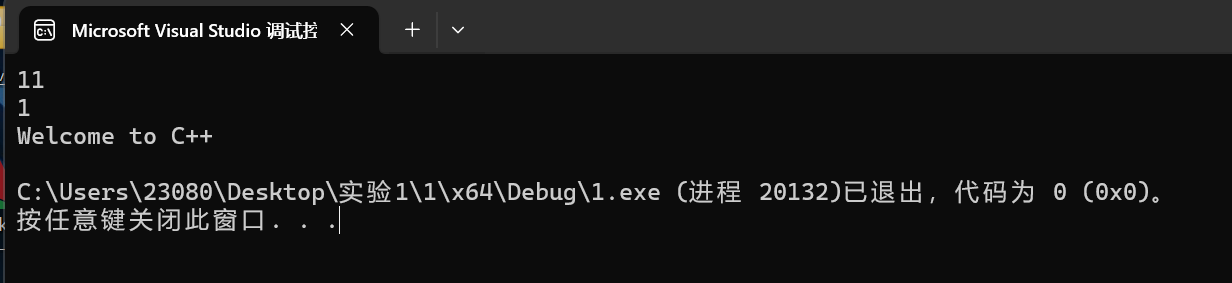 Microsoft Visual Studio 调试控
11
1
Welcome to C++
C:\Users\23080\Desktop\实验1\1\x64\Debug\1.exe (进程 20132)已退出，代码为 0 (0x0)。
按任意键关闭此窗口. . .